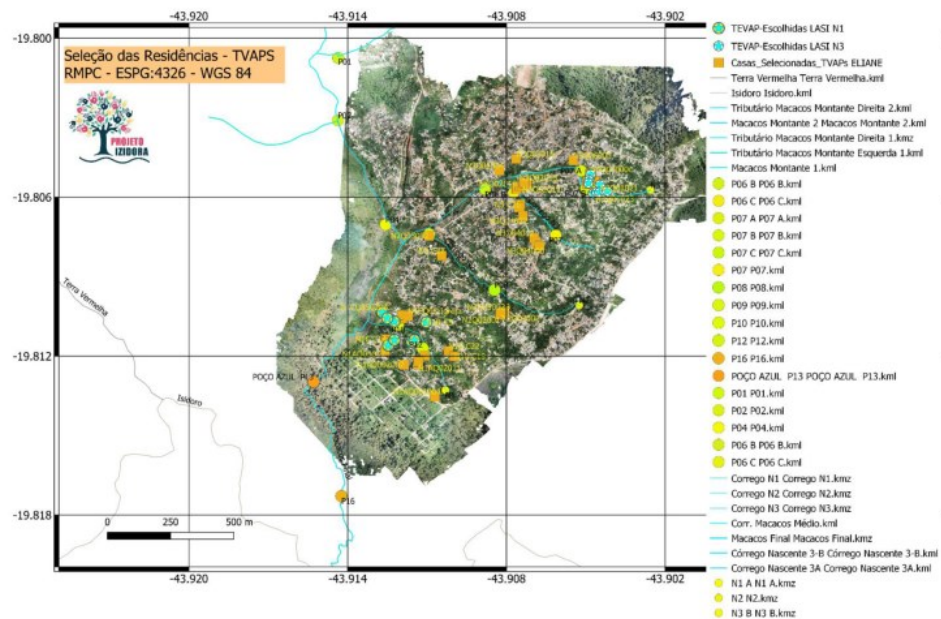 -43.920 -43.914 -43.908 -43.902
-19.800
Seleção das Residências - TVAPS
RMPC - ESPG:4326 - WGS 84
PROJETO
IZIDORA
P01
-19.806
Terra Vermelha
-19.812
POÇO AZUL
Isidoro
P16
-19.818
0 250 500 m
-43.920 -43.914 -43.908 -43.902
TEVAP-Escolhidas LASI N1
TEVAP-Escolhidas LASI N3
Casas_Selecionadas_TVAPs ELIANE
Terra Vermelha Terra Vermelha.kml
Isidoro Isidoro.kml
Tributário Macacos Montante Direita 2.kml
Macacos Montante 2 Macacos Montante 2.kml
Tributário Macacos Montante Direita 1.kmz
Tributário Macacos Montante Esquerda 1.kml
Macacos Montante 1.kml
P06 B P06 B.kml
P06 C P06 C.kml
P07 A P07 A.kml
P07 B P07 B.kml
P07 C P07 C.kml
P07 P07.kml
P08 P08.kml
P09 P09.kml
P10 P10.kml
P12 P12.kml
P16 P16.kml
POÇO AZUL P13 POÇO AZUL P13.kml
P01 P01.kml
P02 P02.kml
P04 P04.kml
P06 B P06 B.kml
P06 C P06 C.kml
Corrego N1 Corrego N1.kmz
Corrego N2 Corrego N2.kmz
Corrego N3 Corrego N3.kmz
Corr. Macacos Médio.kml
Macacos Final Macacos Final.kmz
Córrego Nascente 3-B Córrego Nascente 3-B.kml
Corrego Nascente 3A Corrego Nascente 3A.kml
N1 A N1 A.kmz
N2 N2.kmz
N3 B N3 B.kmz